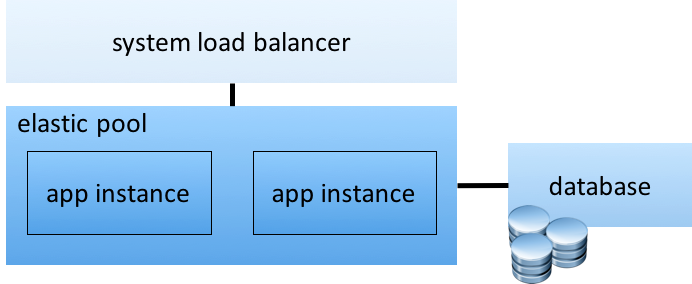 system load balancer
elastic pool
app instance
app instance
database